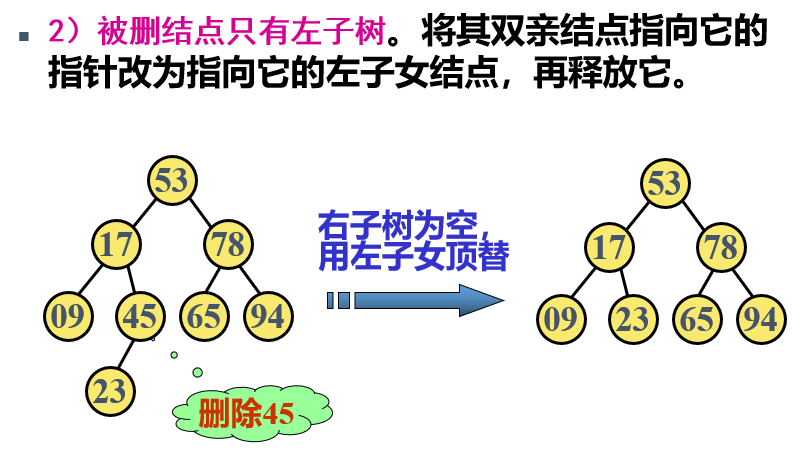 2）被删结点只有左子树。将其双亲结点指向它的
指针改为指向它的左子女结点，再释放它。
53
17 78
09 45 65 94
23
右子树为空，
用左子女顶替
删除45
53
17 78
09 23 65 94